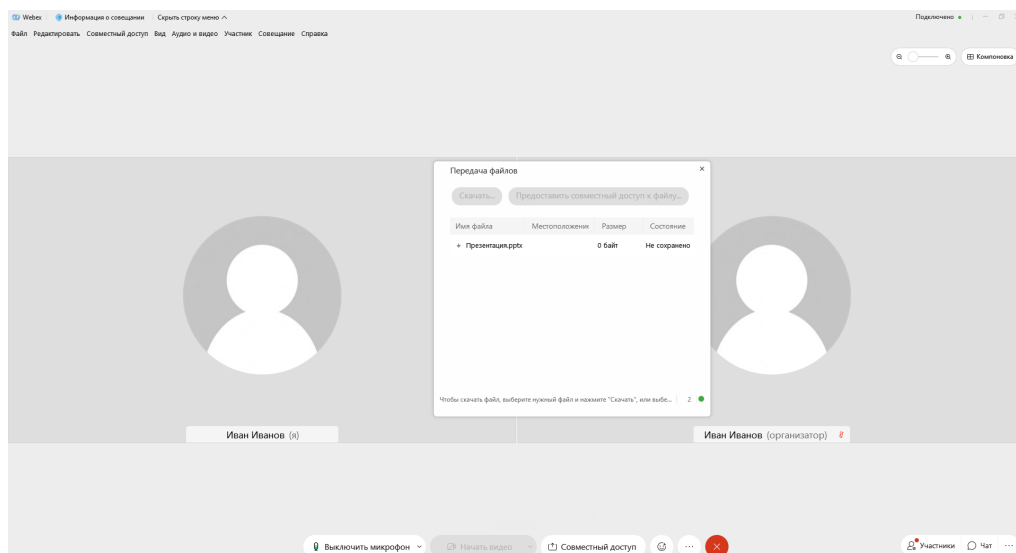 Webex Информация о совещании Скрыть строку меню Подключено
Файл Редактировать Совместный доступ Вид Аудио и видео Участник Совещание Справка
Компоновка
Передача файлов
Скачать... Предоставить совместный доступ к файлу...
Имя файла Местоположение Размер Состояние
+ Презентация.pptx 0 байт Не сохранено
Чтобы скачать файл, выберите нужный файл и нажмите "Скачать", или выбе... 2
Иван Иванов (я)
Иван Иванов (организатор)
Выключить микрофон Начать видео Совместный доступ ... Участники Чат ...